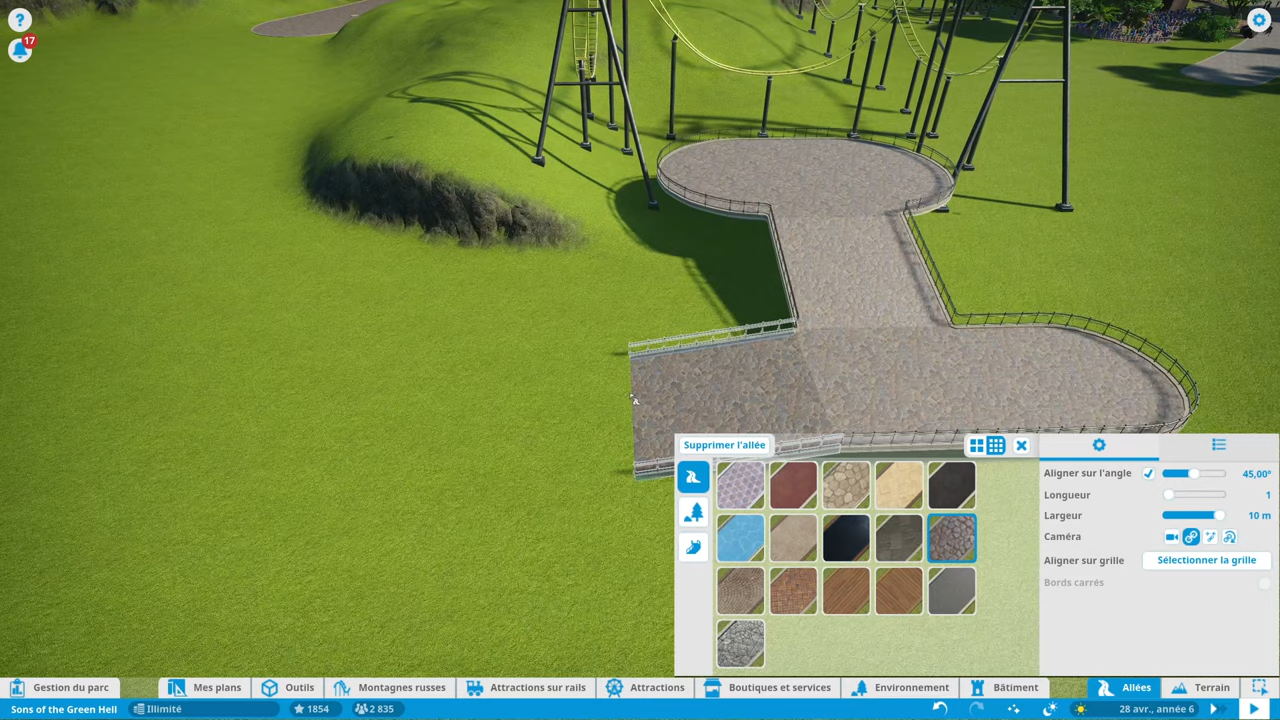 ?
17
Supprimer l'allée
Aligner sur l'angle 45,00°
Longueur 1
Largeur 10 m
Caméra
Aligner sur grille Sélectionner la grille
Bords carrés
Gestion du parc Mes plans Outils Montagnes russes Attractions sur rails Attractions Boutiques et services Environnement Bâtiment Allées Terrain
Sons of the Green Hell Illimité 1854 2 835 28 avr., année 6